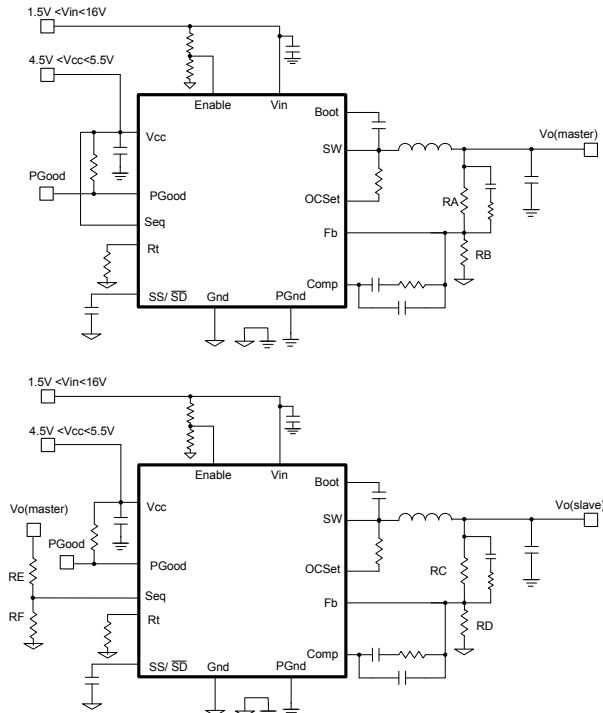 1.5V <Vin<16V
4.5V <Vcc<5.5V
Enable
Vin
Boot
Vcc
SW
Vo(master)
PGood
PGood
OCSet
RA
Seq
Fb
Rt
RB
Comp
SS/ SD
Gnd
PGnd
1.5V <Vin<16V
4.5V <Vcc<5.5V
Enable
Vin
Boot
Vcc
Vo(master)
SW
Vo(slave)
PGood
PGood
OCSet
RC
RE
Seq
Fb
RF
Rt
RD
Comp
SS/ SD
Gnd
PGnd